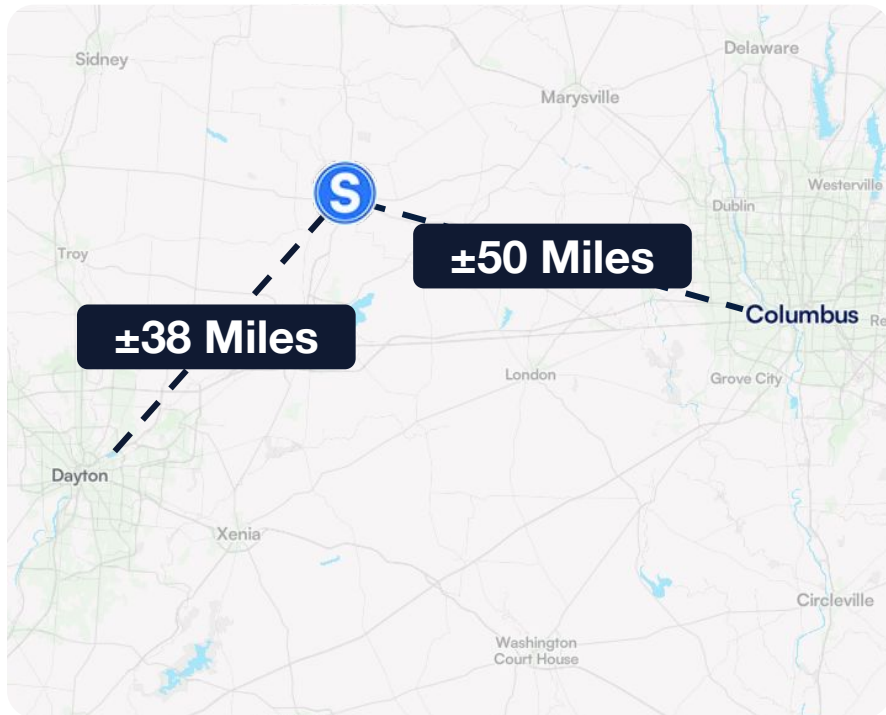 Sidney
Delaware
Marysville
Westerville
S
Dublin
Troy
±50 Miles
Columbus
±38 Miles
London
Grove City
Dayton
Xenia
Circleville
Washington
Court House